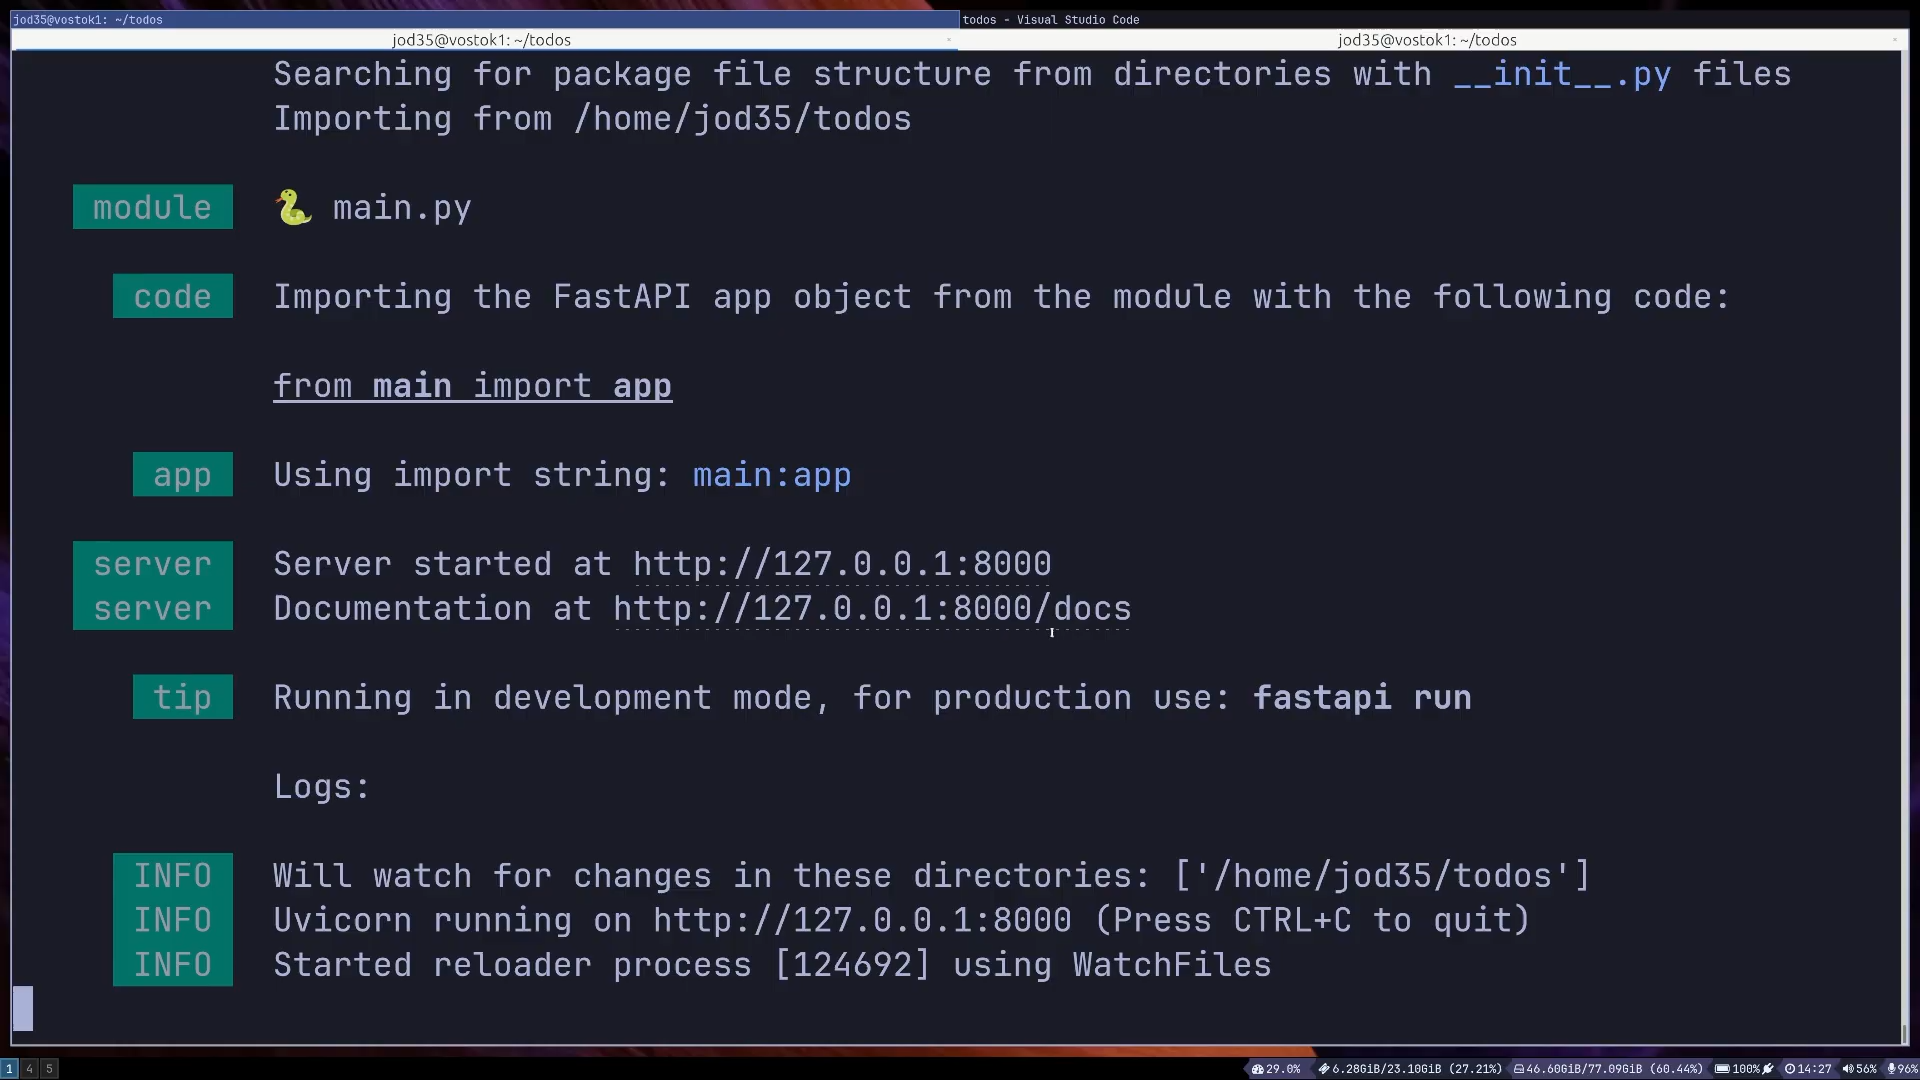 jod35@vostok1: ~/todos
todos - Visual Studio Code
jod35@vostok1: ~/todos
jod35@vostok1: ~/todos
Searching for package file structure from directories with __init__.py files
Importing from /home/jod35/todos
module 🐍 main.py
code Importing the FastAPI app object from the module with the following code:
from main import app
app Using import string: main:app
server Server started at http://127.0.0.1:8000
server Documentation at http://127.0.0.1:8000/docs
tip Running in development mode, for production use: fastapi run
Logs:
INFO Will watch for changes in these directories: ['/home/jod35/todos']
INFO Uvicorn running on http://127.0.0.1:8000 (Press CTRL+C to quit)
INFO Started reloader process [124692] using WatchFiles
1 4 5
29.0% 6.28GiB/23.10GiB (27.21%) 46.60GiB/77.09GiB (60.44%) 100% 14:27 56% 96%